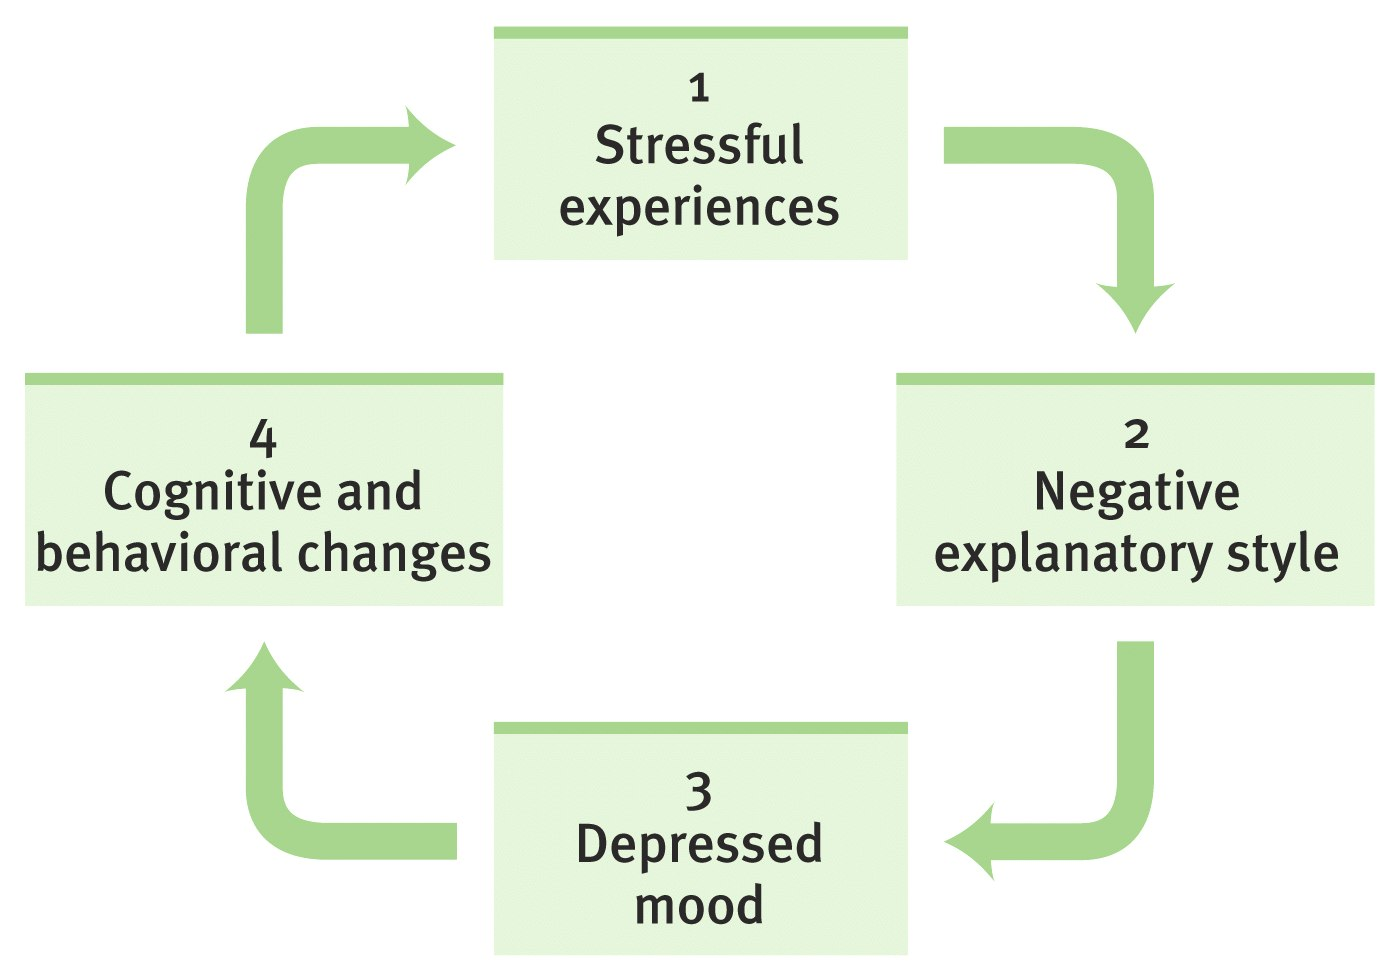 1
Stressful
experiences
2
Negative
explanatory style
3
Depressed
mood
4
Cognitive and
behavioral changes